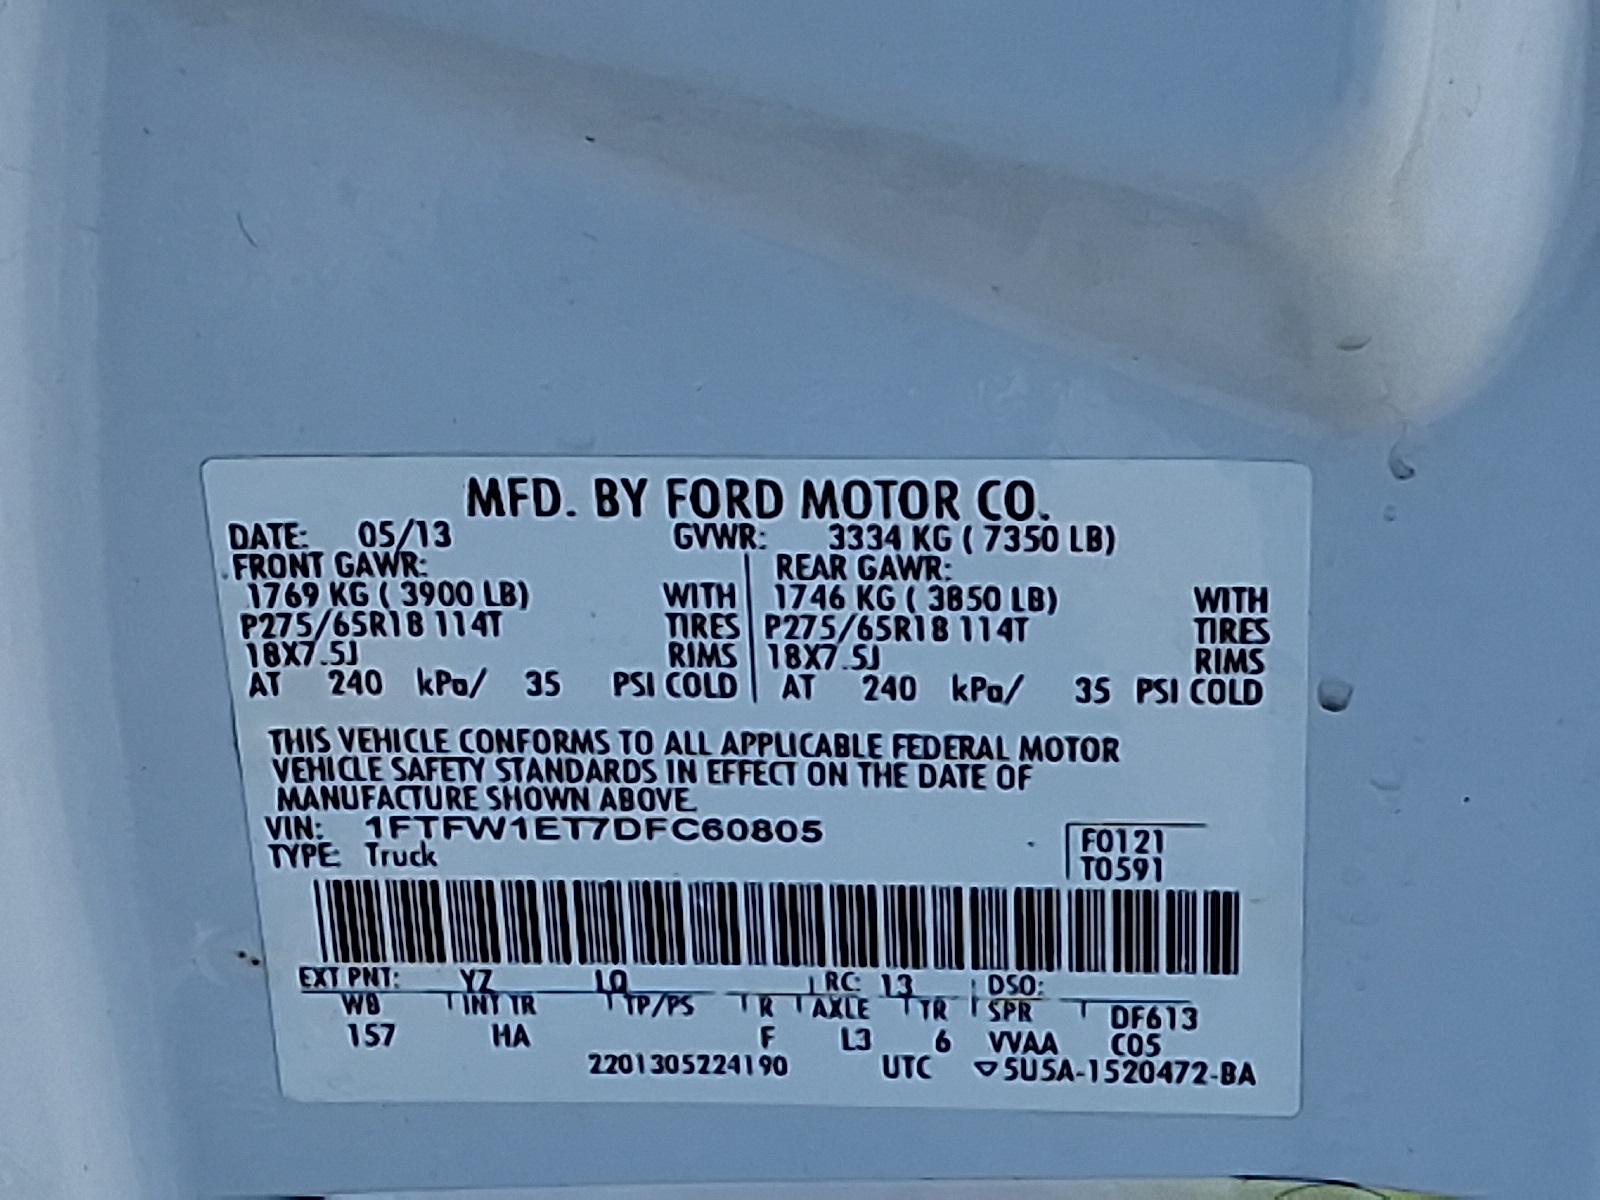 MFD. BY FORD MOTOR CO.
DATE: 05/13 GVWR: 3334 KG ( 7350 LB)
FRONT GAWR: REAR GAWR:
1769 KG ( 3900 LB) WITH 1746 KG ( 3850 LB) WITH
P275/65R18 114T TIRES P275/65R18 114T TIRES
18X7.5J RIMS 18X7.5J RIMS
AT 240 kPa/ 35 PSI COLD AT 240 kPa/ 35 PSI COLD
THIS VEHICLE CONFORMS TO ALL APPLICABLE FEDERAL MOTOR
VEHICLE SAFETY STANDARDS IN EFFECT ON THE DATE OF
MANUFACTURE SHOWN ABOVE.
VIN: 1FTFW1ET7DFC60805
TYPE: Truck
F0121
T0591
EXT PNT: YZ LQ RC: 13 DSO:
WB INT TR TP/PS R AXLE TR SPR DF613
157 HA F L3 6 VVAA C05
2201305224190 UTC ▽5U5A-1520472-BA